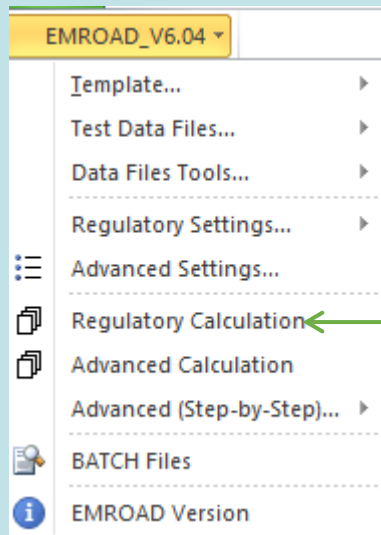 EMROAD_V6.04
Template...
Test Data Files...
Data Files Tools...
Regulatory Settings...
Advanced Settings...
Regulatory Calculation
Advanced Calculation
Advanced (Step-by-Step)...
BATCH Files
EMROAD Version